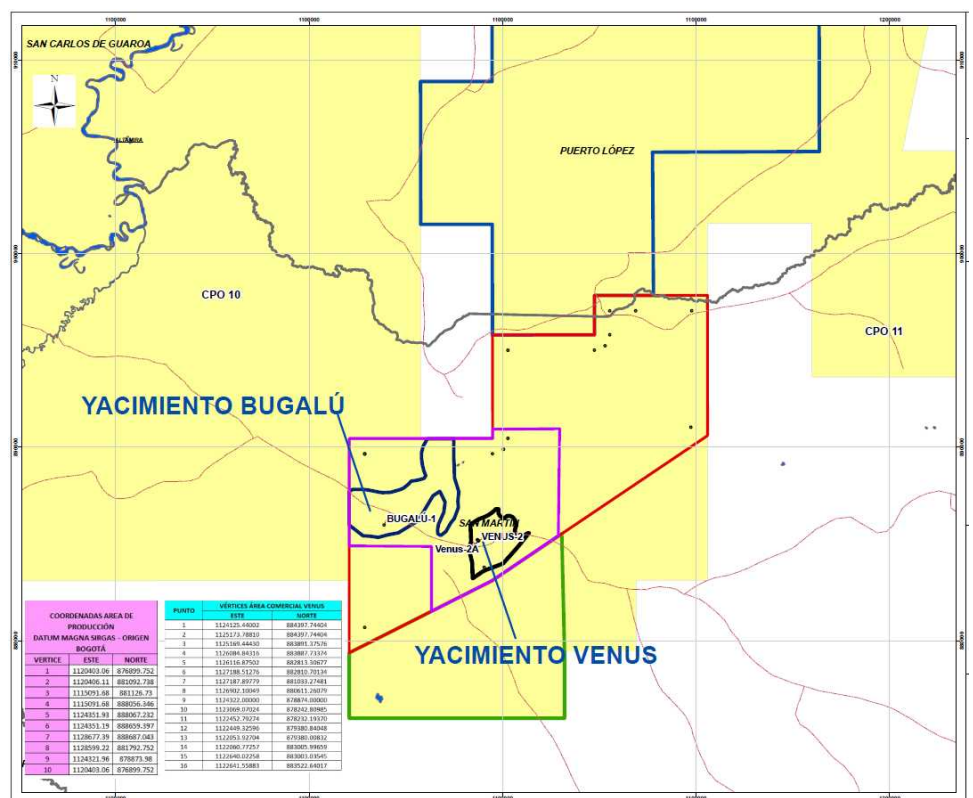 SAN CARLOS DE GUAROA
N
PUERTO LÓPEZ
CPO 10
CPO 11
YACIMIENTO BUGALÚ
BUGALÚ-1
SAN MARTIN
VENUS-2
Venus-2A
YACIMIENTO VENUS
COORDENADAS AREA DE
PRODUCCIÓN
DATUM MAGNA SIRGAS – ORIGEN
BOGOTÁ
VERTICE ESTE NORTE
1 1120403.06 876899.752
2 1120406.11 881092.738
3 1115091.68 881126.73
4 1115091.68 888056.346
5 1124351.93 888067.232
6 1124351.19 888659.397
7 1128677.39 888687.043
8 1128599.22 881792.752
9 1124321.96 878873.98
10 1120403.06 876899.752
PUNTO VÉRTICES ÁREA COMERCIAL VENUS
ESTE NORTE
1 1124125.44002 884397.74404
2 1125173.78810 884397.74404
3 1125169.44430 883891.37576
4 1126084.84316 883887.73374
5 1126116.87502 882813.30677
6 1127188.51276 882810.70134
7 1127187.89779 881033.27481
8 1126902.10049 880611.26079
9 1124322.00000 878874.00000
10 1123069.07024 878242.80985
11 1122452.79274 878232.19370
12 1122449.32596 879380.84048
13 1122053.92704 879380.00832
14 1122060.77257 883005.99659
15 1122640.02258 883003.03545
16 1122641.55883 883522.64017